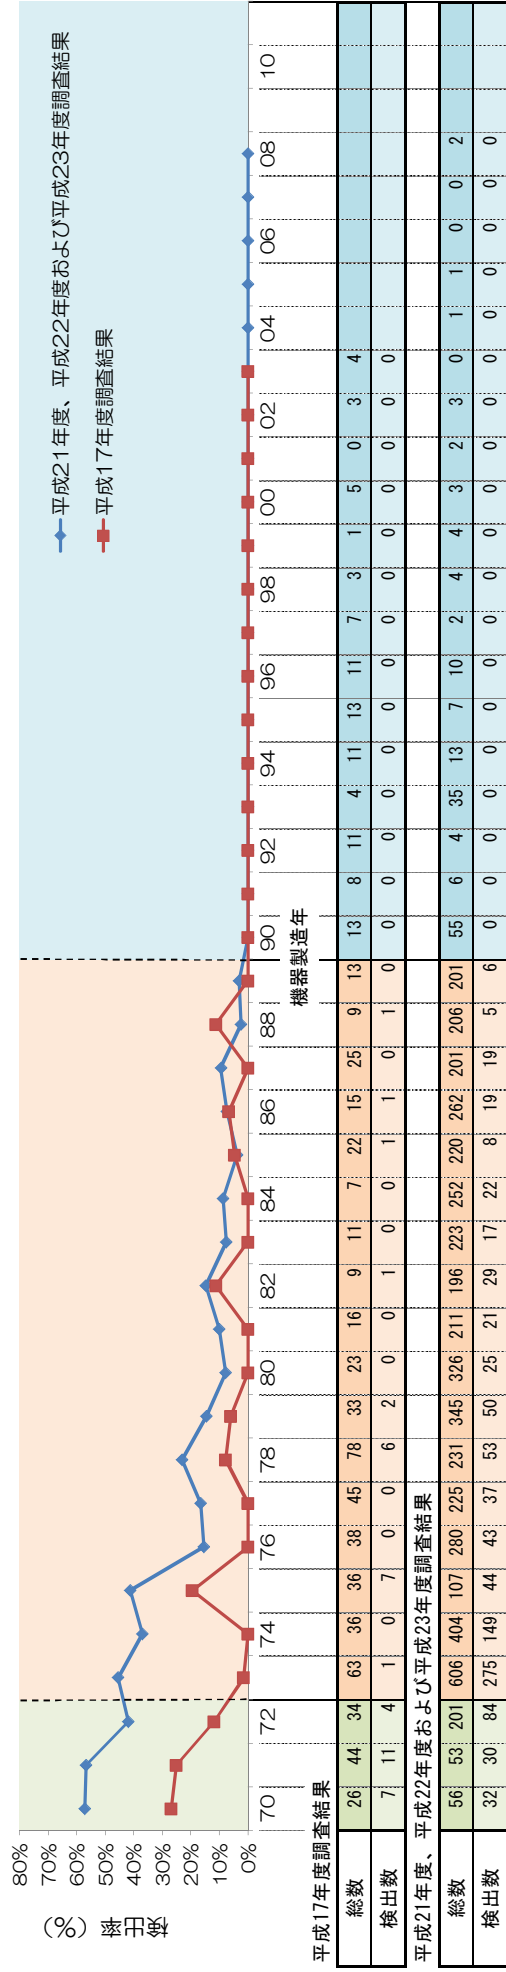 平成21年度、平成22年度および平成23年度調査結果
平成17年度調査結果
検出率（%）
80%
70%
60%
50%
40%
30%
20%
10%
0%
70 72 74 76 78 80 82 84 86 88 90 92 94 96 98 00 02 04 06 08 10
機器製造年
平成17年度調査結果
総数 26 44 34 63 36 36 38 45 78 33 23 16 9 11 7 22 15 25 9 13 13 8 11 4 11 13 11 7 3 1 5 0 3 4
検出数 7 11 4 1 0 7 0 0 6 2 0 0 1 0 0 1 1 0 1 0 0 0 0 0 0 0 0 0 0 0 0 0 0 0
平成21年度、平成22年度および平成23年度調査結果
総数 56 53 201 606 404 107 280 225 231 345 326 211 196 223 252 220 262 201 206 201 55 6 4 35 13 7 10 2 4 4 3 2 3 0 1 1 0 0 2
検出数 32 30 84 275 149 44 43 37 53 50 25 21 29 17 22 8 19 19 5 6 0 0 0 0 0 0 0 0 0 0 0 0 0 0 0 0 0 0 0